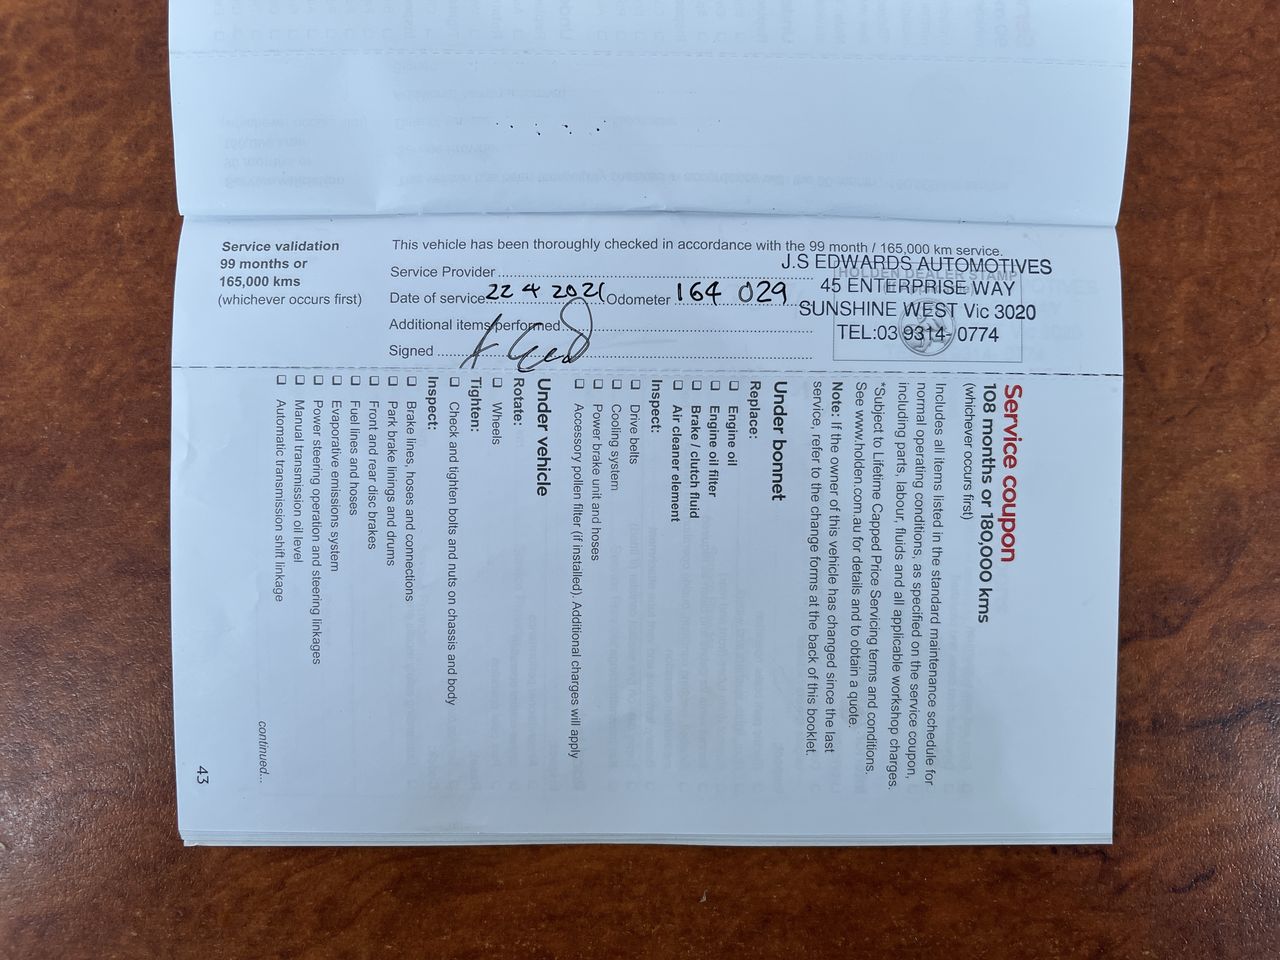 Service validation
99 months or
165,000 kms
(whichever occurs first)
This vehicle has been thoroughly checked in accordance with the 99 month / 165,000 km service.
Service Provider
Date of service 22 4 2021 Odometer 164 029
Additional items performed
Signed
J.S EDWARDS AUTOMOTIVES
HOLDEN DEALER STAMP
45 ENTERPRISE WAY
SUNSHINE WEST Vic 3020
TEL:03 9314-0774
Service coupon
108 months or 180,000 kms
(whichever occurs first)
Includes all items listed in the standard maintenance schedule for
normal operating conditions, as specified on the service coupon,
including parts, labour, fluids and all applicable workshop charges.
*Subject to Lifetime Capped Price Servicing terms and conditions.
See www.holden.com.au for details and to obtain a quote.
Note: If the owner of this vehicle has changed since the last
service, refer to the change forms at the back of this booklet.
Under bonnet
Replace:
Engine oil
Engine oil filter
Brake / clutch fluid
Air cleaner element
Inspect:
Drive belts
Cooling system
Power brake unit and hoses
Accessory pollen filter (if installed). Additional charges will apply
Under vehicle
Rotate:
Wheels
Tighten:
Check and tighten bolts and nuts on chassis and body
Inspect:
Brake lines, hoses and connections
Park brake linings and drums
Front and rear disc brakes
Fuel lines and hoses
Evaporative emissions system
Power steering operation and steering linkages
Manual transmission oil level
Automatic transmission shift linkage
continued...
43